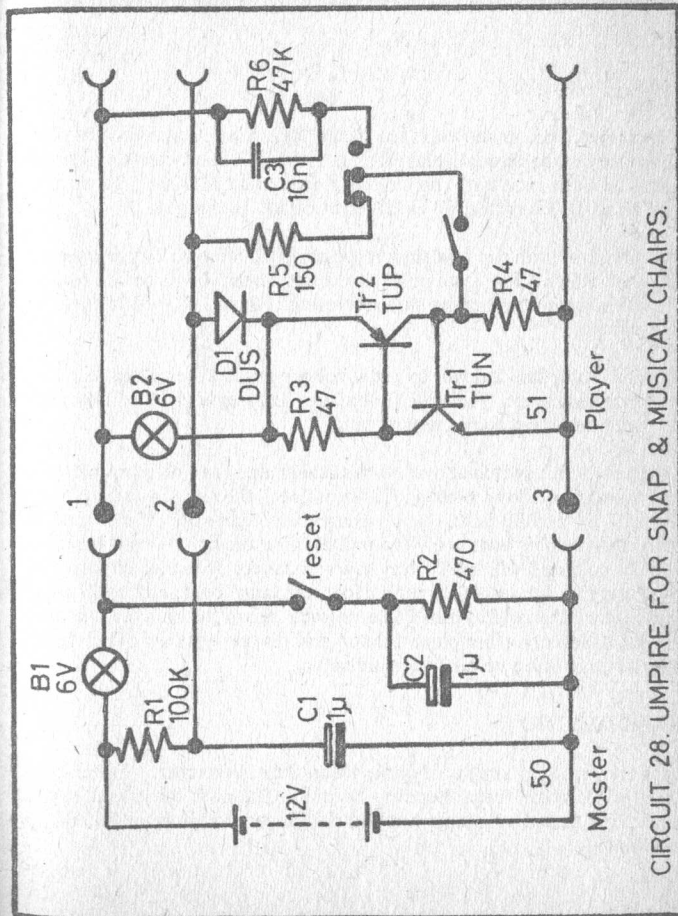 B1
6V
R1
100K
12V
C1
1µ
reset
C2
1µ
R2
470
50
Master
1
2
3
B2
6V
D1
DUS
R3
47
R5
150
C3
10n
R6
47K
Tr2
TUP
Tr1
TUN
R4
47
51
Player
CIRCUIT 28. UMPIRE FOR SNAP & MUSICAL CHAIRS.